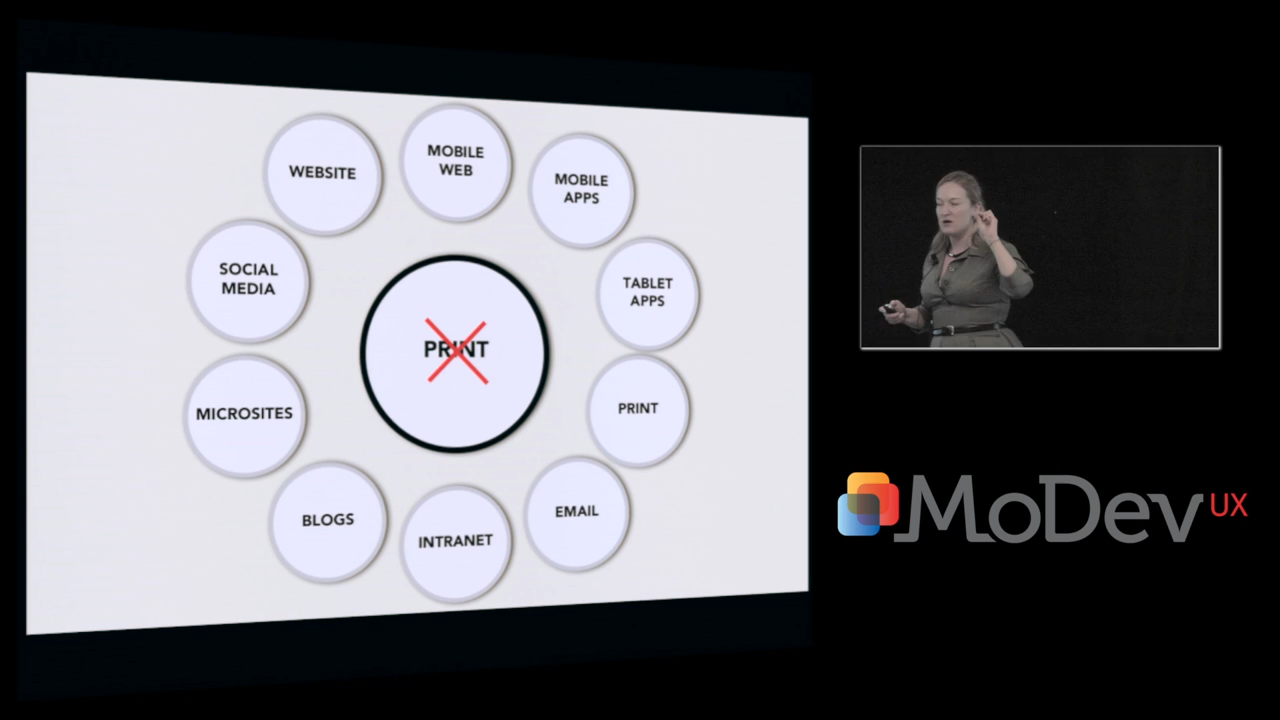 WEBSITE
MOBILE
WEB
MOBILE
APPS
SOCIAL
MEDIA
TABLET
APPS
PRINT
MICROSITES
PRINT
BLOGS
INTRANET
EMAIL
MoDev UX